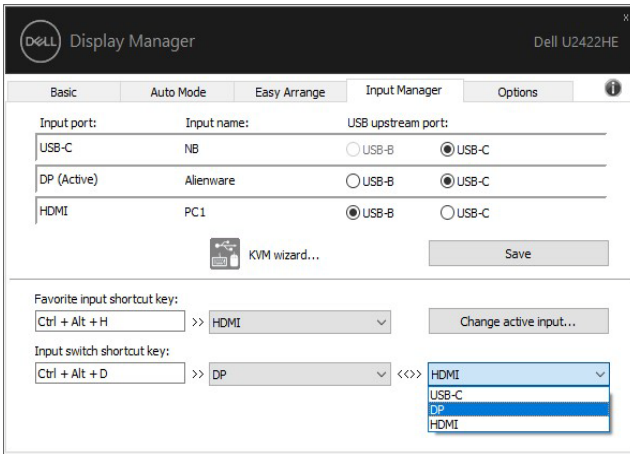 x
DELL Display Manager Dell U2422HE
Basic Auto Mode Easy Arrange Input Manager Options i
Input port: Input name: USB upstream port:
USB-C NB USB-B USB-C
DP (Active) Alienware USB-B USB-C
HDMI PC1 USB-B USB-C
KVM wizard... Save
Favorite input shortcut key:
Ctrl + Alt + H >> HDMI Change active input...
Input switch shortcut key:
Ctrl + Alt + D >> DP <<>> HDMI
USB-C
DP
HDMI